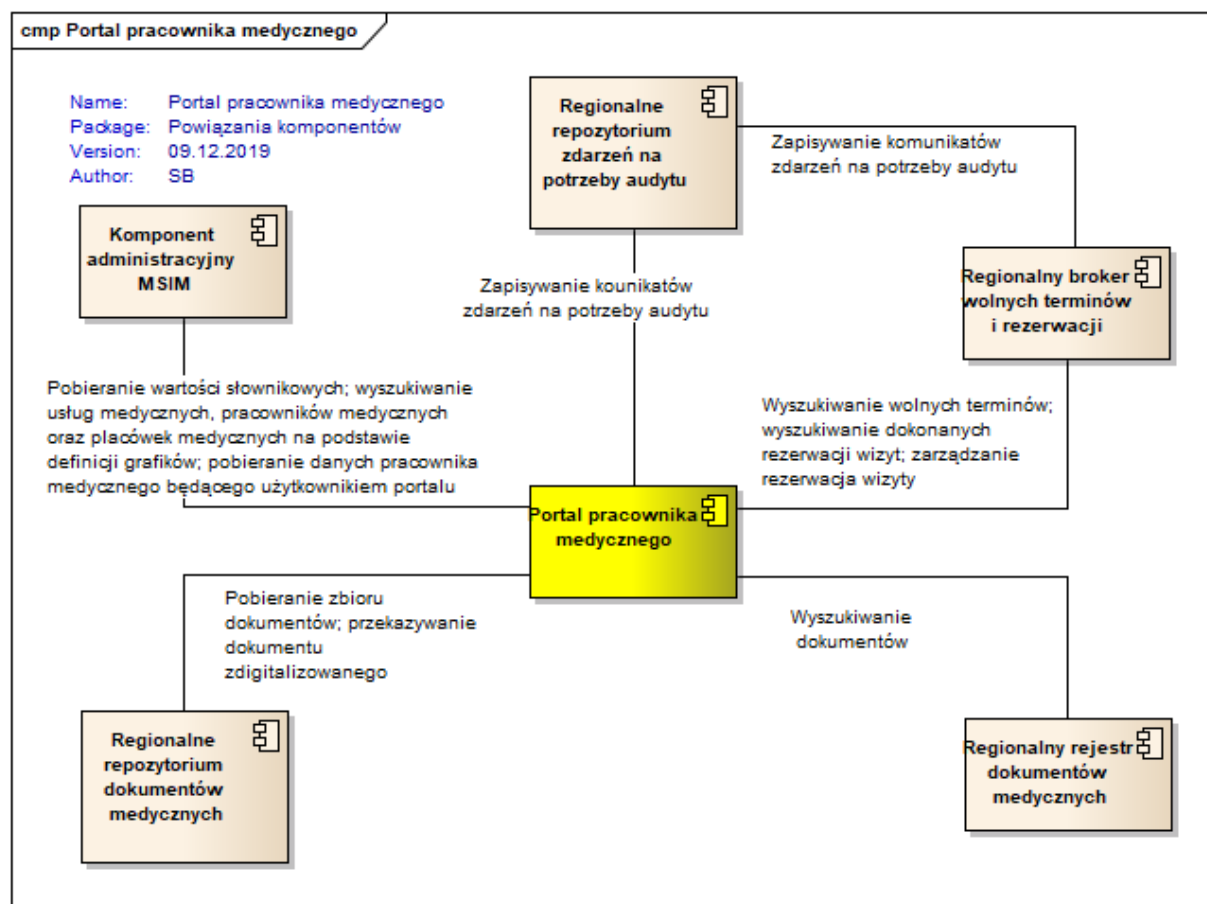 cmp Portal pracownika medycznego
Name: Portal pracownika medycznego
Package: Powiązania komponentów
Version: 09.12.2019
Author: SB
Regionalne
repozytorium
zdarzeń na
potrzeby audytu
Zapisywanie komunikatów
zdarzeń na potrzeby audytu
Komponent
administracyjny
MSIM
Zapisywanie kounikatów
zdarzeń na potrzeby audytu
Regionalny broker
wolnych terminów
i rezerwacji
Pobieranie wartości słownikowych; wyszukiwanie
usług medycznych, pracowników medycznych
oraz placówek medycznych na podstawie
definicji grafików; pobieranie danych pracownika
medycznego będącego użytkownikiem portalu
Wyszukiwanie wolnych terminów;
wyszukiwanie dokonanych
rezerwacji wizyt; zarządzanie
rezerwacja wizyty
Portal pracownika
medycznego
Pobieranie zbioru
dokumentów; przekazywanie
dokumentu
zdigitalizowanego
Wyszukiwanie
dokumentów
Regionalne
repozytorium
dokumentów
medycznych
Regionalny rejestr
dokumentów
medycznych